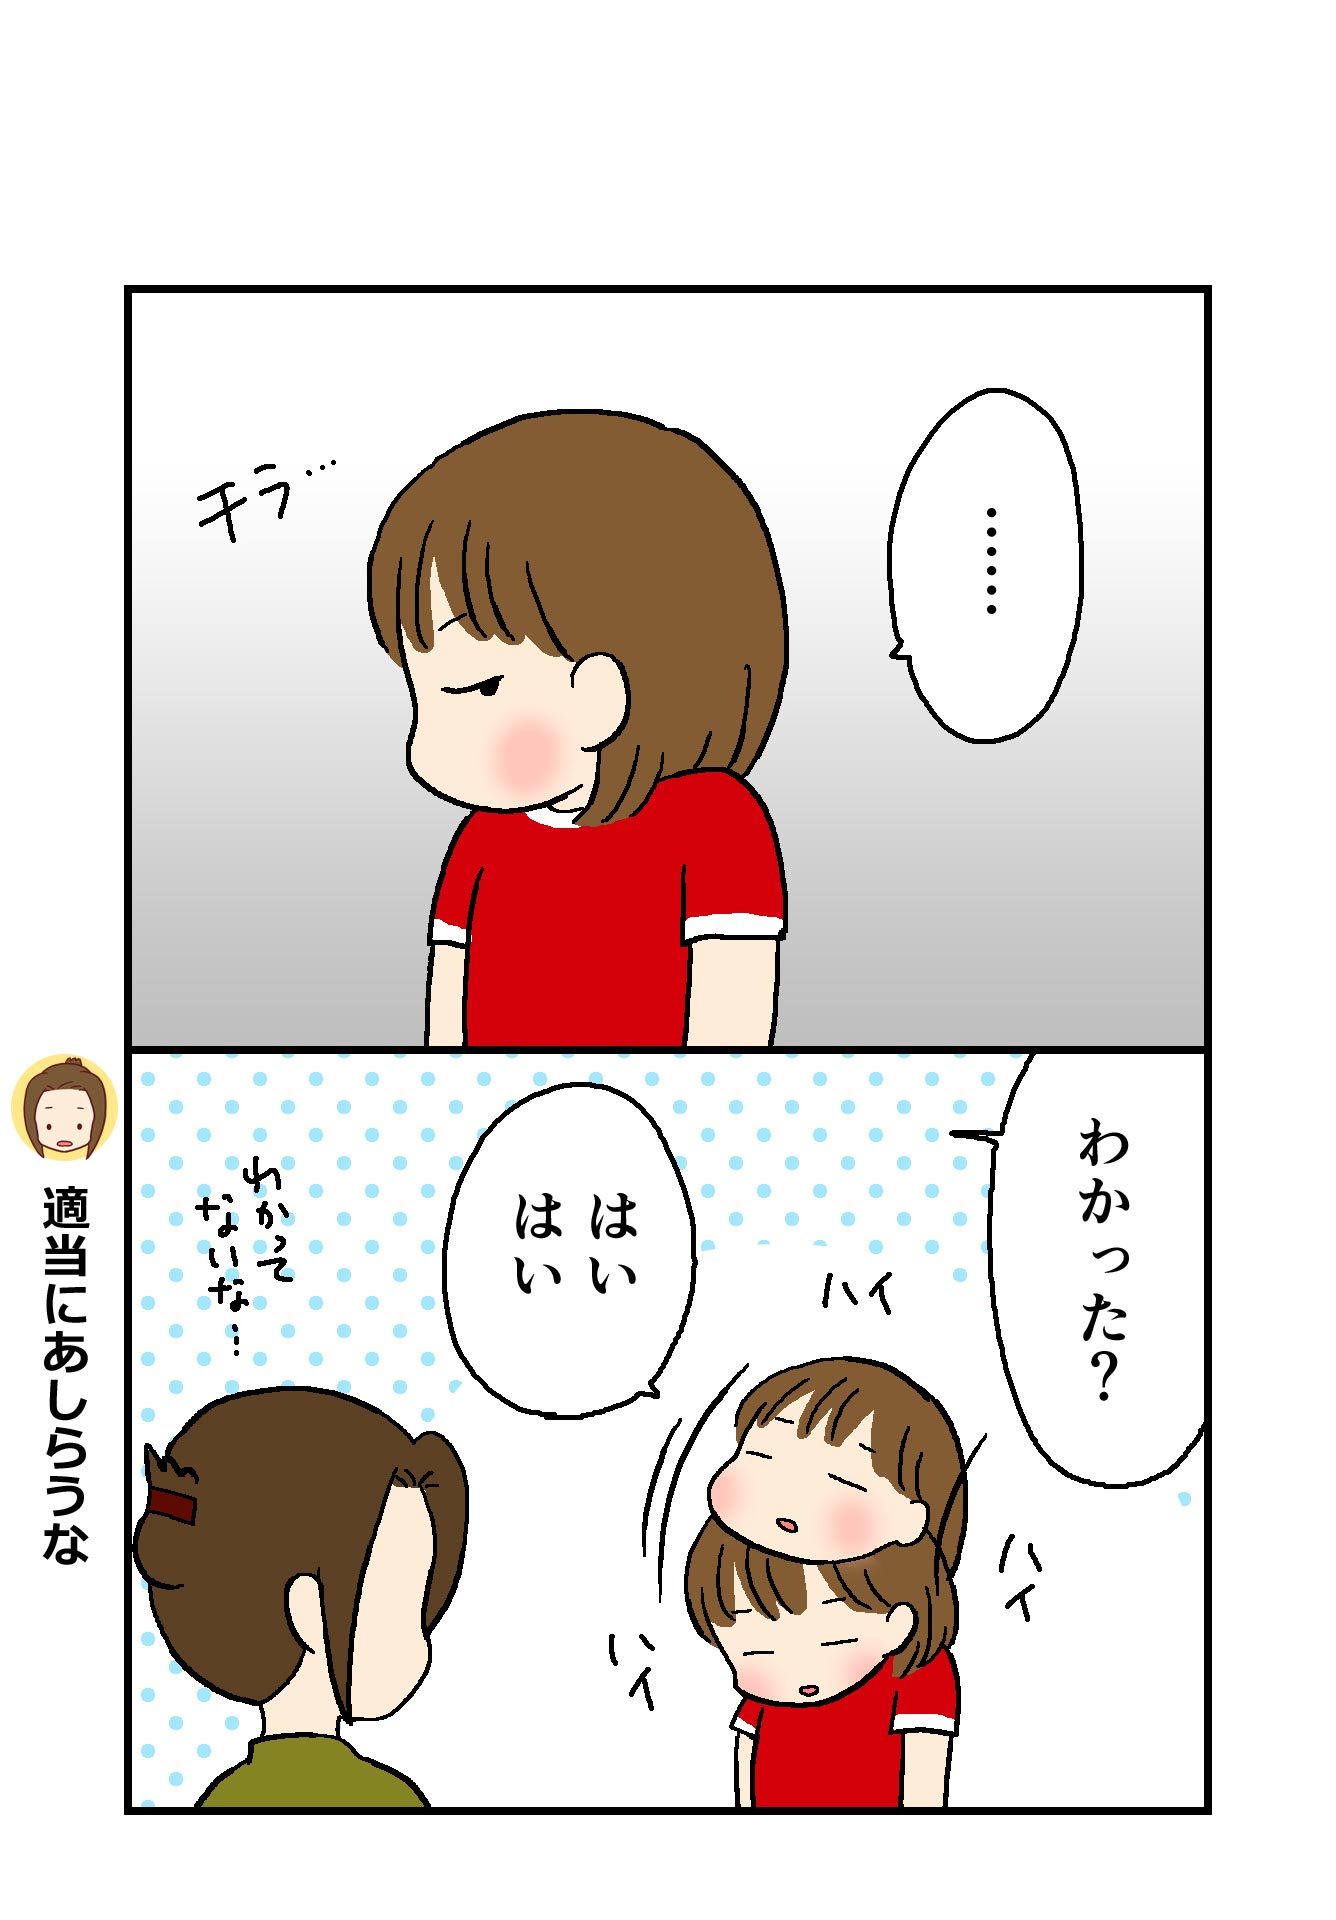 ……
チラ…
わかった？
はい
はい
ハイ
ハイ
ハイ
わかって
ないな…
適当にあしらうな